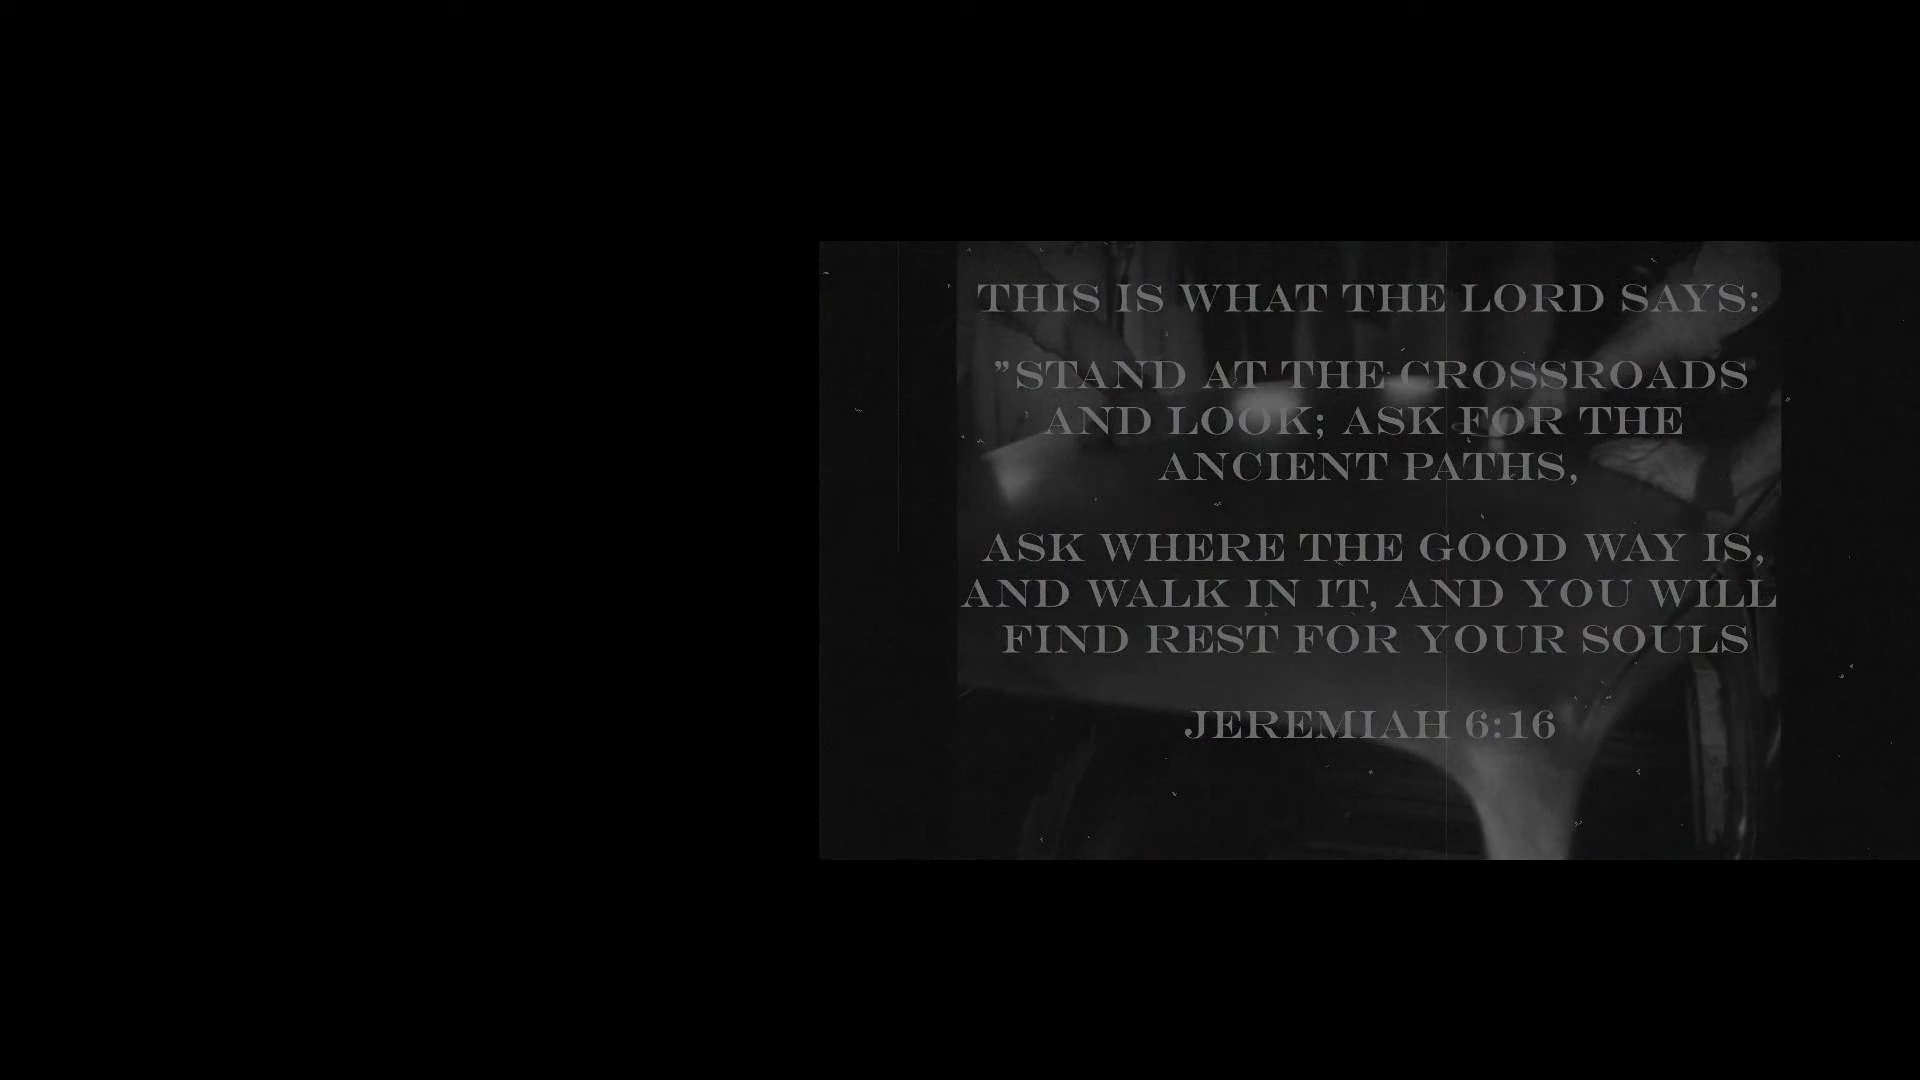 THIS IS WHAT THE LORD SAYS:
"STAND AT THE CROSSROADS
AND LOOK; ASK FOR THE
ANCIENT PATHS,
ASK WHERE THE GOOD WAY IS,
AND WALK IN IT, AND YOU WILL
FIND REST FOR YOUR SOULS
JEREMIAH 6:16